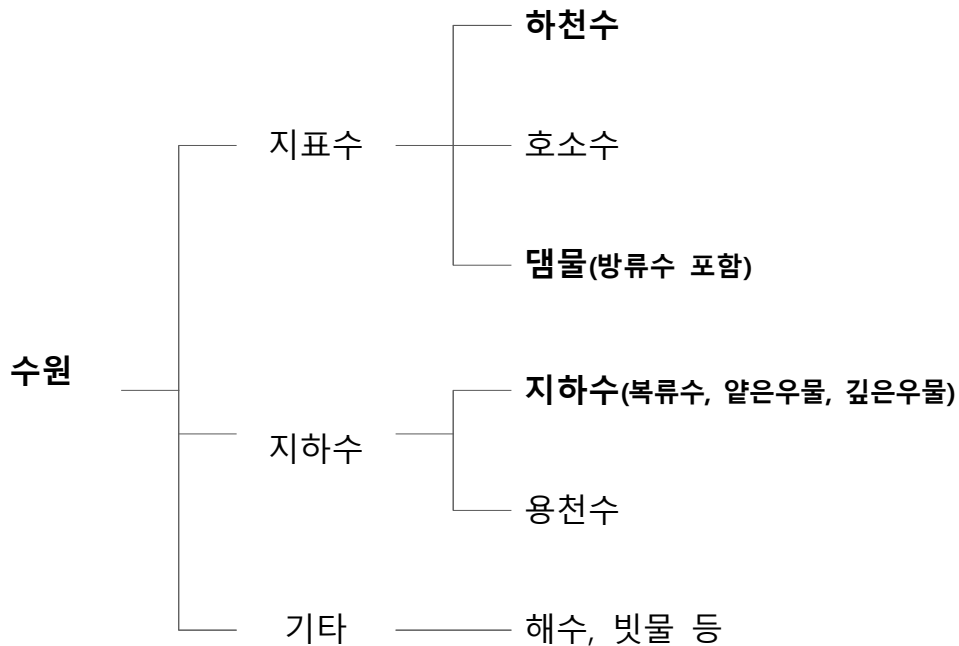 하천수
지표수
호소수
댐물(방류수 포함)
수원
지하수(복류수, 얕은우물, 깊은우물)
지하수
용천수
기타
해수, 빗물 등